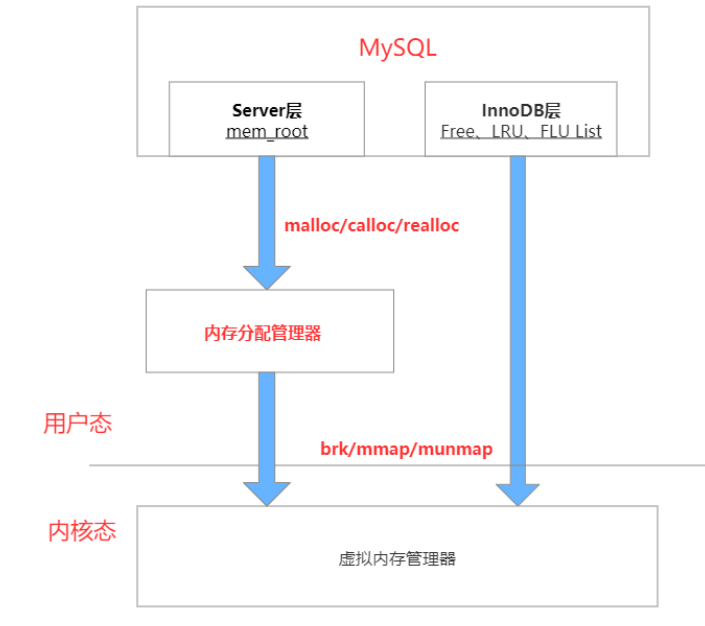 MySQL
Server层
mem_root
InnoDB层
Free、LRU、FLU List
malloc/calloc/realloc
内存分配管理器
用户态
brk/mmap/munmap
内核态
虚拟内存管理器